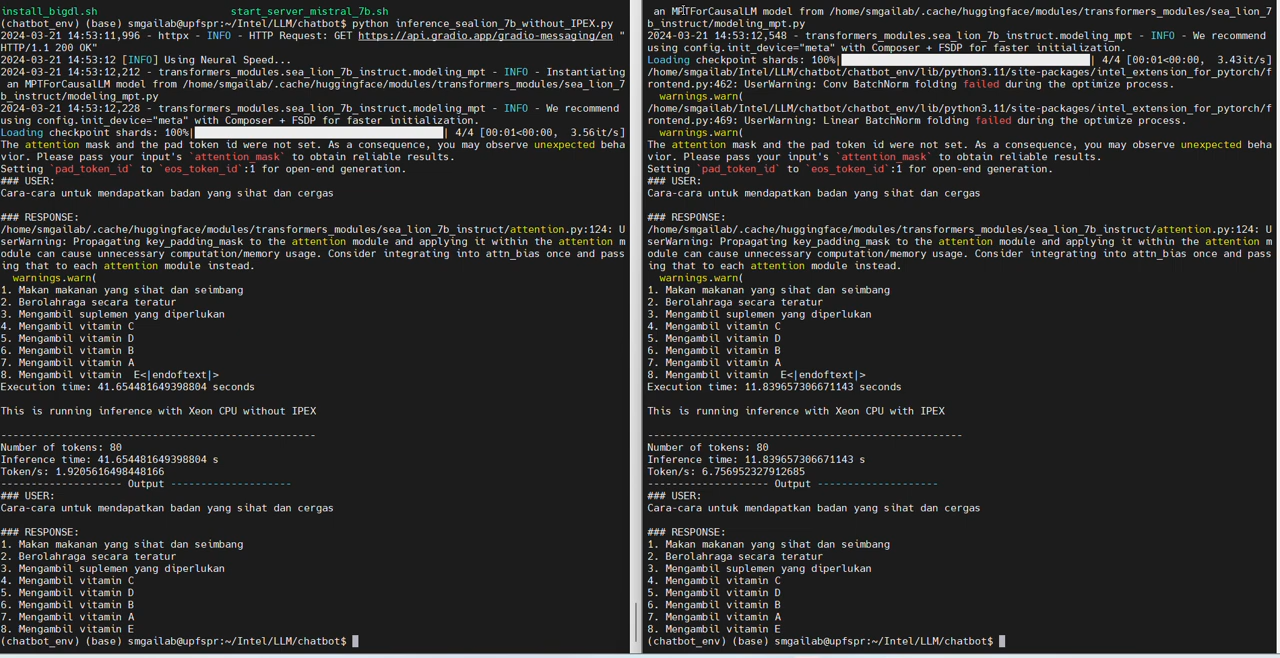 install_bigdl.sh start_server_mistral_7b.sh
(chatbot_env) (base) smgailab@upfspr:~/Intel/LLM/chatbot$ python inference_sealion_7b_without_IPEX.py
2024-03-21 14:53:11,996 - httpx - INFO - HTTP Request: GET https://api.gradio.app/gradio-messaging/en "
HTTP/1.1 200 OK"
2024-03-21 14:53:12 [INFO] Using Neural Speed...
2024-03-21 14:53:12,212 - transformers_modules.sea_lion_7b_instruct.modeling_mpt - INFO - Instantiating
 an MPTForCausalLM model from /home/smgailab/.cache/huggingface/modules/transformers_modules/sea_lion_7
b_instruct/modeling_mpt.py
2024-03-21 14:53:12,228 - transformers_modules.sea_lion_7b_instruct.modeling_mpt - INFO - We recommend
using config.init_device="meta" with Composer + FSDP for faster initialization.
Loading checkpoint shards: 100%| | 4/4 [00:01<00:00, 3.56it/s]
The attention mask and the pad token id were not set. As a consequence, you may observe unexpected beha
vior. Please pass your input's `attention_mask` to obtain reliable results.
Setting `pad_token_id` to `eos_token_id`:1 for open-end generation.
### USER:
Cara-cara untuk mendapatkan badan yang sihat dan cergas
### RESPONSE:
/home/smgailab/.cache/huggingface/modules/transformers_modules/sea_lion_7b_instruct/attention.py:124: U
serWarning: Propagating key_padding_mask to the attention module and applying it within the attention m
odule can cause unnecessary computation/memory usage. Consider integrating into attn_bias once and pass
ing that to each attention module instead.
  warnings.warn(
1. Makan makanan yang sihat dan seimbang
2. Berolahraga secara teratur
3. Mengambil suplemen yang diperlukan
4. Mengambil vitamin C
5. Mengambil vitamin D
6. Mengambil vitamin B
7. Mengambil vitamin A
8. Mengambil vitamin  E<|endoftext|>
Execution time: 41.654481649398804 seconds
This is running inference with Xeon CPU without IPEX
----------------------------------------------------
Number of tokens: 80
Inference time: 41.654481649398804 s
Token/s: 1.9205616498448166
-------------------- Output --------------------
### USER:
Cara-cara untuk mendapatkan badan yang sihat dan cergas
### RESPONSE:
1. Makan makanan yang sihat dan seimbang
2. Berolahraga secara teratur
3. Mengambil suplemen yang diperlukan
4. Mengambil vitamin C
5. Mengambil vitamin D
6. Mengambil vitamin B
7. Mengambil vitamin A
8. Mengambil vitamin E
(chatbot_env) (base) smgailab@upfspr:~/Intel/LLM/chatbot$
 an MPTForCausalLM model from /home/smgailab/.cache/huggingface/modules/transformers_modules/sea_lion_7
b_instruct/modeling_mpt.py
2024-03-21 14:53:12,548 - transformers_modules.sea_lion_7b_instruct.modeling_mpt - INFO - We recommend
using config.init_device="meta" with Composer + FSDP for faster initialization.
Loading checkpoint shards: 100%| | 4/4 [00:01<00:00, 3.43it/s]
/home/smgailab/Intel/LLM/chatbot/chatbot_env/lib/python3.11/site-packages/intel_extension_for_pytorch/f
rontend.py:462: UserWarning: Conv BatchNorm folding failed during the optimize process.
  warnings.warn(
/home/smgailab/Intel/LLM/chatbot/chatbot_env/lib/python3.11/site-packages/intel_extension_for_pytorch/f
rontend.py:469: UserWarning: Linear BatchNorm folding failed during the optimize process.
  warnings.warn(
The attention mask and the pad token id were not set. As a consequence, you may observe unexpected beha
vior. Please pass your input's `attention_mask` to obtain reliable results.
Setting `pad_token_id` to `eos_token_id`:1 for open-end generation.
### USER:
Cara-cara untuk mendapatkan badan yang sihat dan cergas
### RESPONSE:
/home/smgailab/.cache/huggingface/modules/transformers_modules/sea_lion_7b_instruct/attention.py:124: U
serWarning: Propagating key_padding_mask to the attention module and applying it within the attention m
odule can cause unnecessary computation/memory usage. Consider integrating into attn_bias once and pass
ing that to each attention module instead.
  warnings.warn(
1. Makan makanan yang sihat dan seimbang
2. Berolahraga secara teratur
3. Mengambil suplemen yang diperlukan
4. Mengambil vitamin C
5. Mengambil vitamin D
6. Mengambil vitamin B
7. Mengambil vitamin A
8. Mengambil vitamin  E<|endoftext|>
Execution time: 11.839657306671143 seconds
This is running inference with Xeon CPU with IPEX
----------------------------------------------------
Number of tokens: 80
Inference time: 11.839657306671143 s
Token/s: 6.756952327912685
-------------------- Output --------------------
### USER:
Cara-cara untuk mendapatkan badan yang sihat dan cergas
### RESPONSE:
1. Makan makanan yang sihat dan seimbang
2. Berolahraga secara teratur
3. Mengambil suplemen yang diperlukan
4. Mengambil vitamin C
5. Mengambil vitamin D
6. Mengambil vitamin B
7. Mengambil vitamin A
8. Mengambil vitamin E
(chatbot_env) (base) smgailab@upfspr:~/Intel/LLM/chatbot$